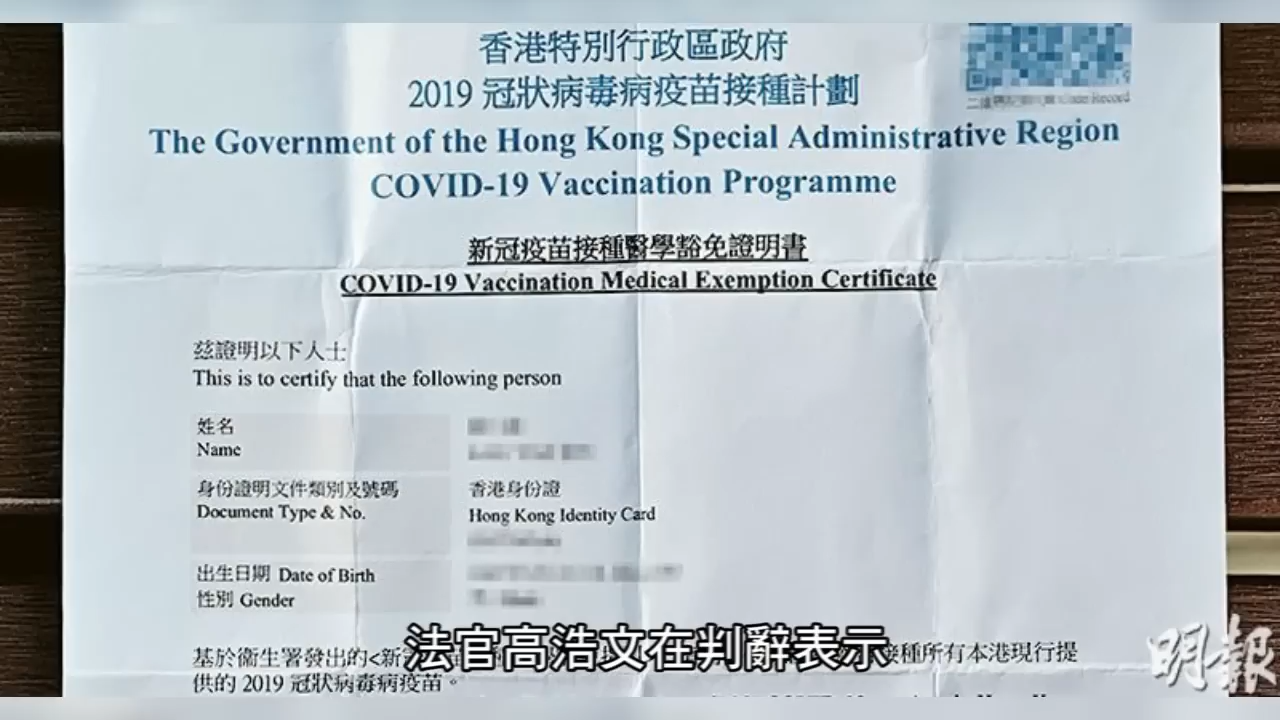 香港特別行政區政府
2019 冠狀病毒病疫苗接種計劃
The Government of the Hong Kong Special Administrative Region
COVID-19 Vaccination Programme
新冠疫苗接種醫學豁免證明書
COVID-19 Vaccination Medical Exemption Certificate
茲證明以下人士
This is to certify that the following person
姓名
Name
身份證明文件類別及號碼
Document Type & No.
香港身份證
Hong Kong Identity Card
出生日期 Date of Birth
性別 Gender
基於衞生署發出的<新 接種所有本港現行提
供的 2019 冠狀病毒病疫苗。
法官高浩文在判辭表示
明報